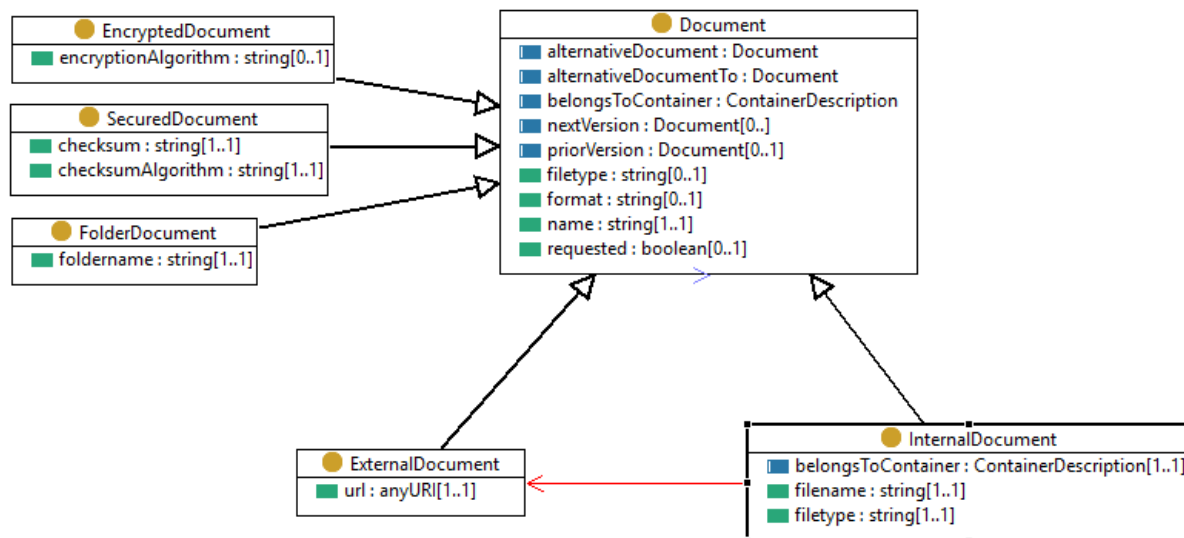 EncryptedDocument
encryptionAlgorithm : string[0..1]
SecuredDocument
checksum : string[1..1]
checksumAlgorithm : string[1..1]
FolderDocument
foldername : string[1..1]
Document
alternativeDocument : Document
alternativeDocumentTo : Document
belongsToContainer : ContainerDescription
nextVersion : Document[0..]
priorVersion : Document[0..1]
filetype : string[0..1]
format : string[0..1]
name : string[1..1]
requested : boolean[0..1]
ExternalDocument
url : anyURI[1..1]
InternalDocument
belongsToContainer : ContainerDescription[1..1]
filename : string[1..1]
filetype : string[1..1]